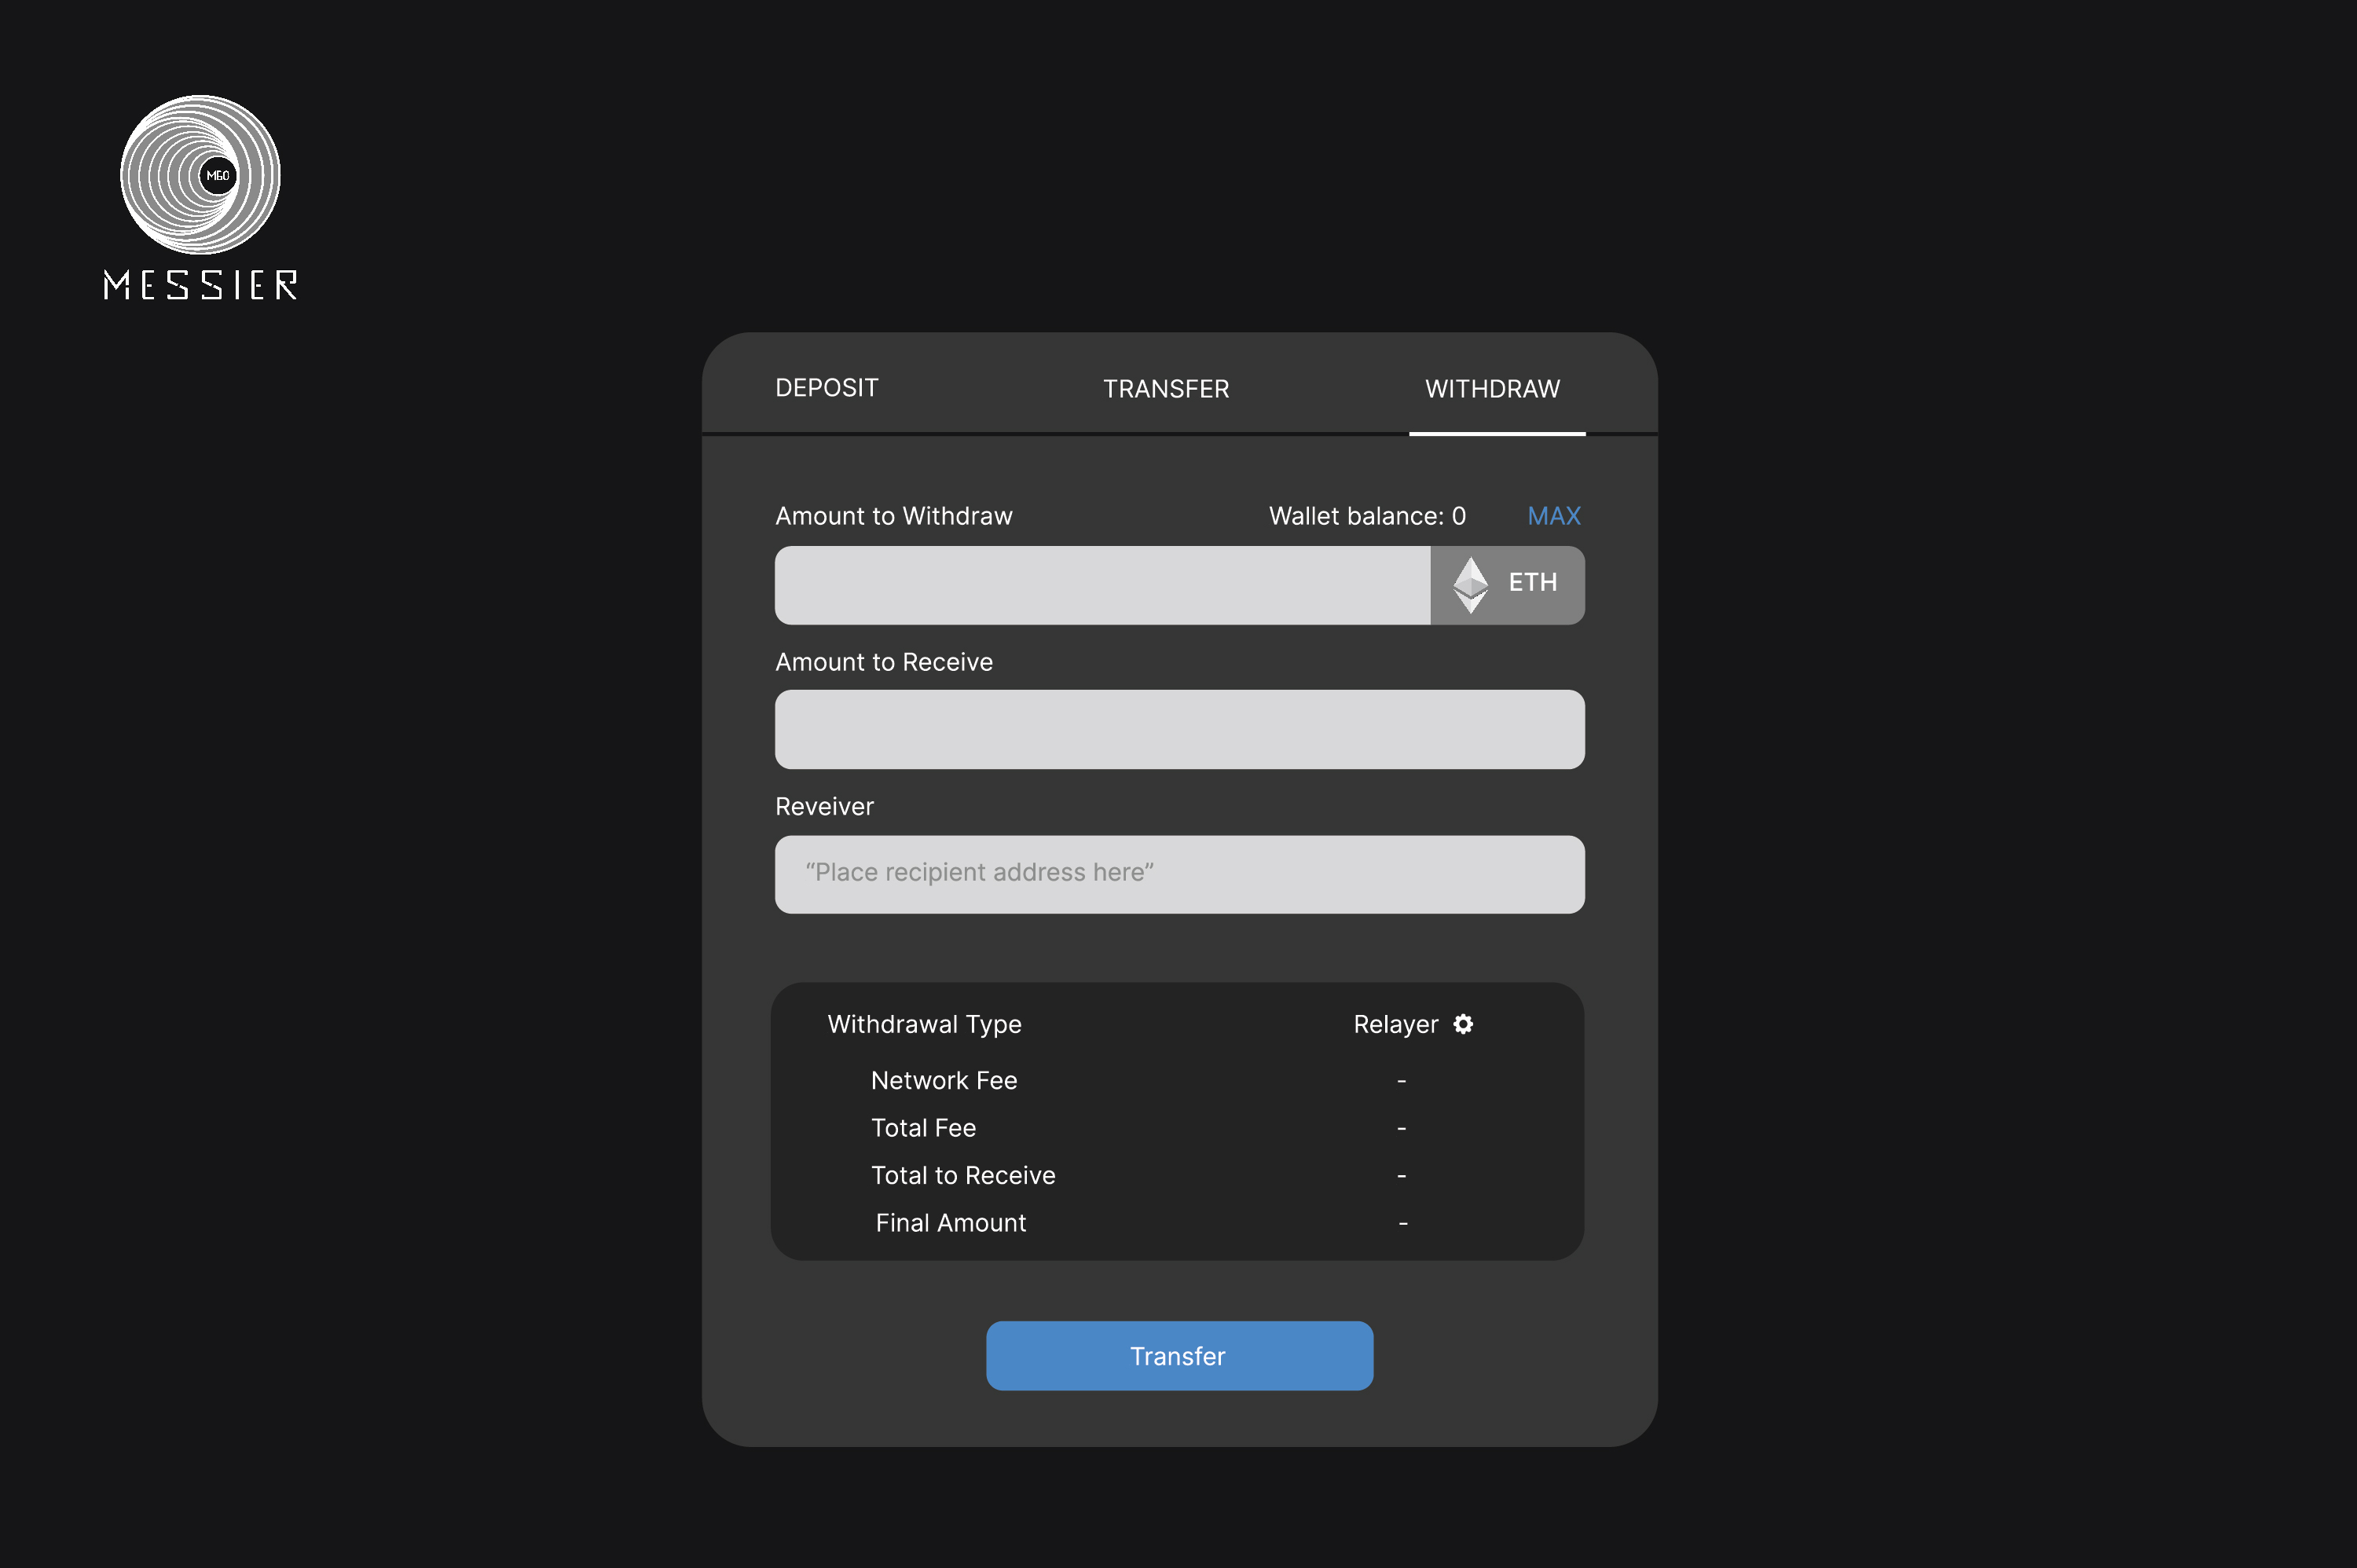 M60
MESSIER
DEPOSIT TRANSFER WITHDRAW
Amount to Withdraw Wallet balance: 0 MAX
ETH
Amount to Receive
Reveiver
“Place recipient address here”
Withdrawal Type Relayer
Network Fee -
Total Fee -
Total to Receive -
Final Amount -
Transfer